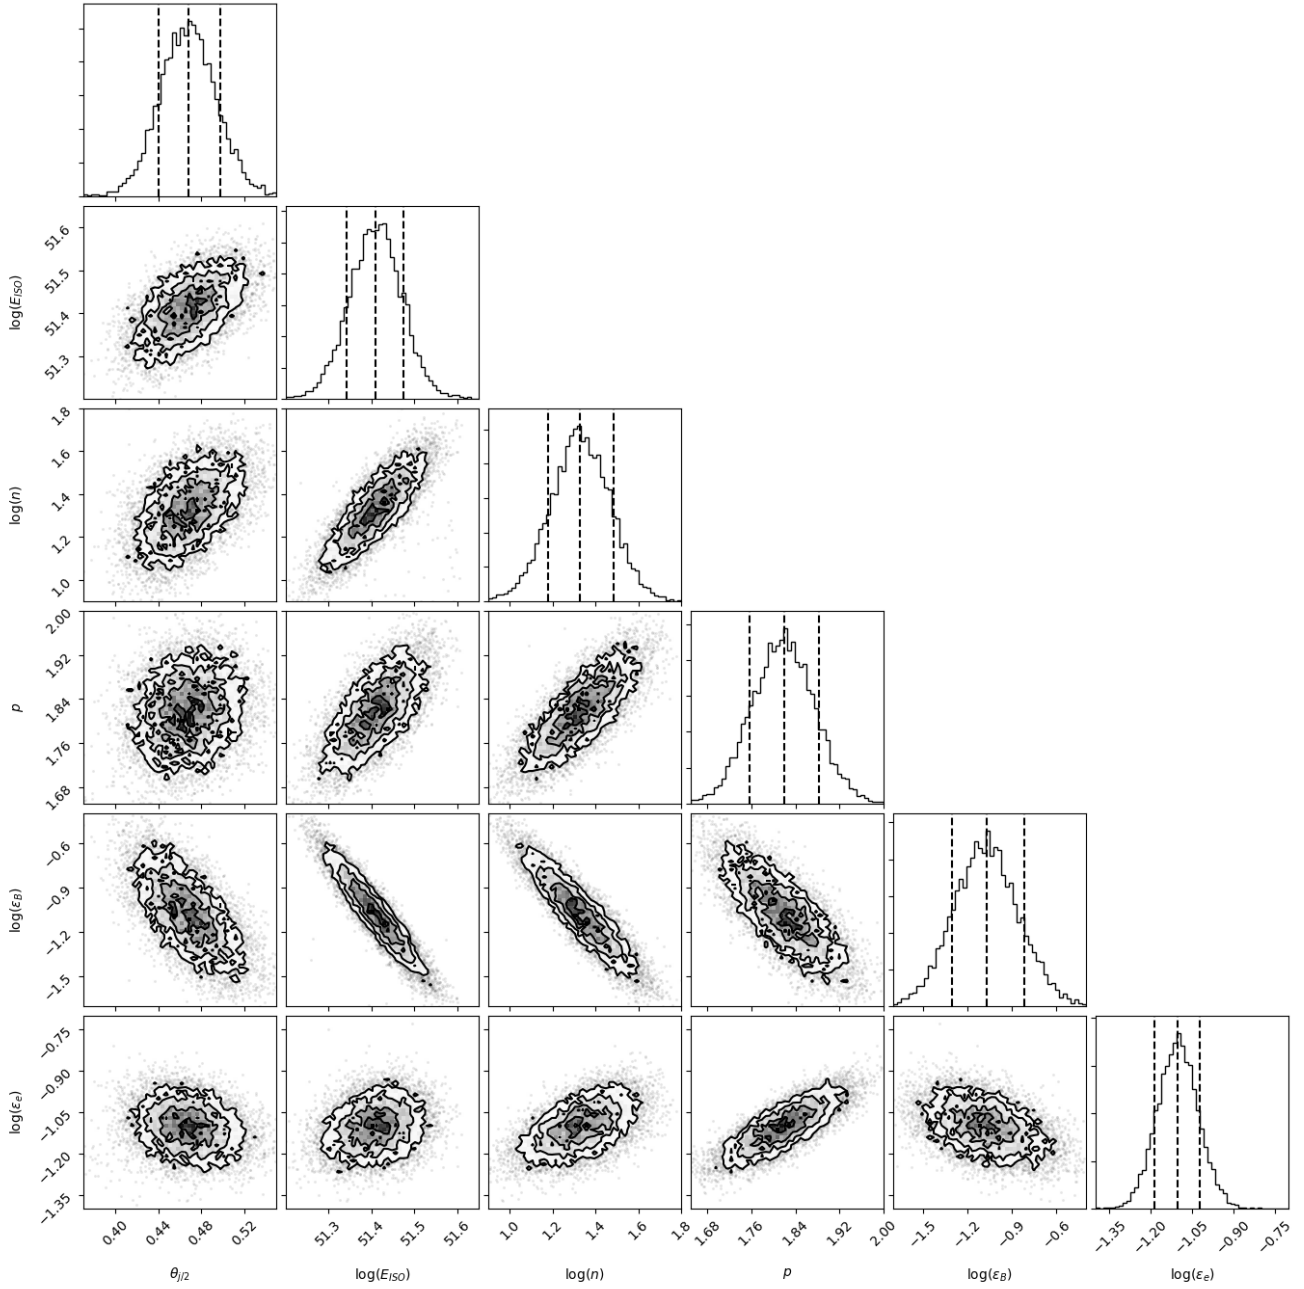 log(E_ISO)
51.6
51.5
51.4
51.3
log(n)
1.8
1.6
1.4
1.2
1.0
p
2.00
1.92
1.84
1.76
1.68
log(ε_B)
−0.6
−0.9
−1.2
−1.5
log(ε_e)
−0.75
−0.90
−1.05
−1.20
−1.35
0.40 0.44 0.48 0.52
51.3 51.4 51.5 51.6
1.0 1.2 1.4 1.6 1.8
1.68 1.76 1.84 1.92 2.00
−1.5 −1.2 −0.9 −0.6
−1.35 −1.20 −1.05 −0.90 −0.75
θ_j/2 log(E_ISO) log(n) p log(ε_B) log(ε_e)